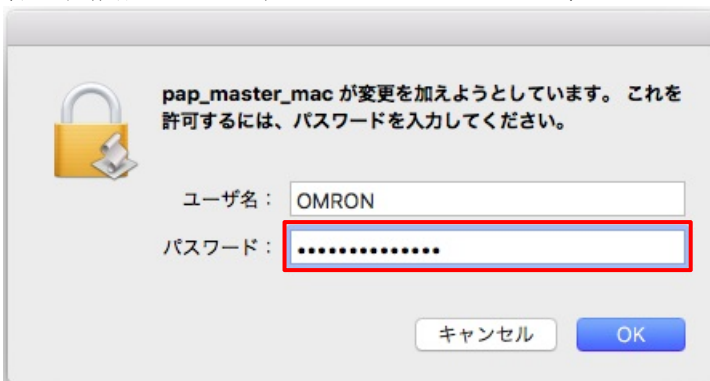 pap_master_mac が変更を加えようとしています。 これを
許可するには、パスワードを入力してください。
ユーザ名： OMRON
パスワード： ••••••••••••••
キャンセル OK